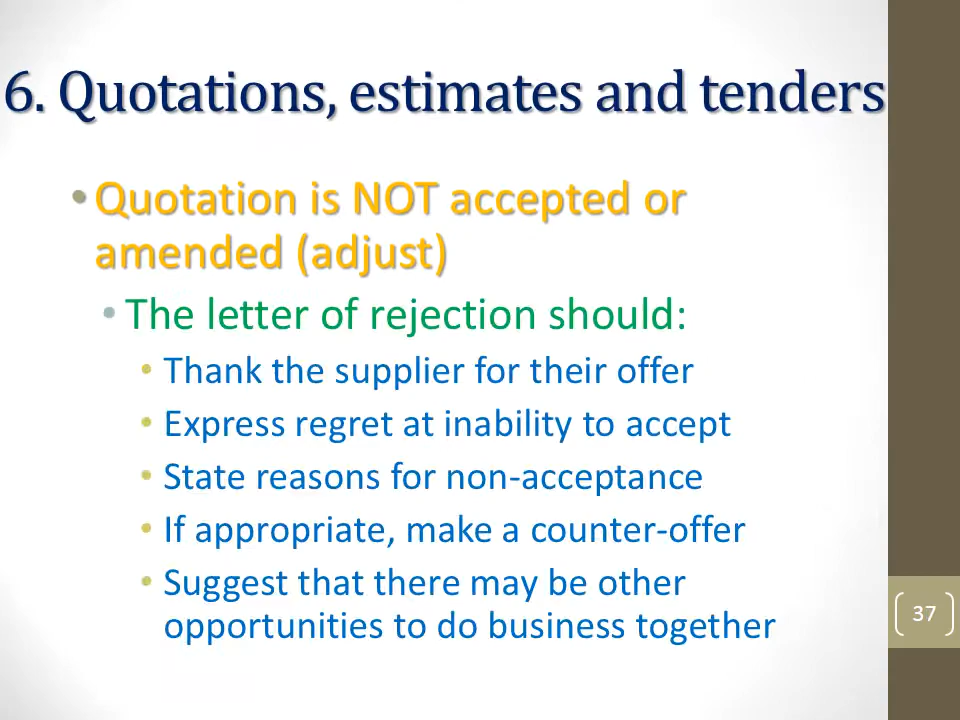 6. Quotations, estimates and tenders
• Quotation is NOT accepted or
amended (adjust)
• The letter of rejection should:
• Thank the supplier for their offer
• Express regret at inability to accept
• State reasons for non-acceptance
• If appropriate, make a counter-offer
• Suggest that there may be other
opportunities to do business together
37